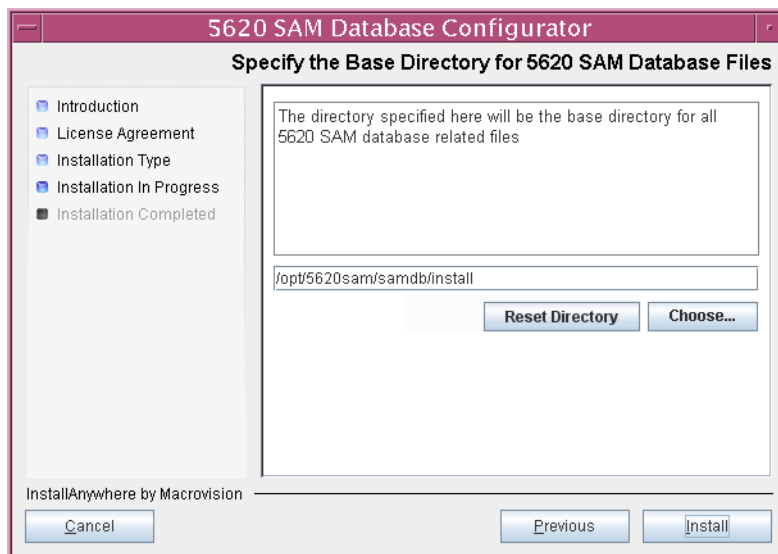 5620 SAM Database Configurator
Specify the Base Directory for 5620 SAM Database Files
Introduction
License Agreement
Installation Type
Installation In Progress
Installation Completed
The directory specified here will be the base directory for all
5620 SAM database related files
/opt/5620sam/samdb/install
Reset Directory
Choose...
InstallAnywhere by Macrovision
Cancel
Previous
Install